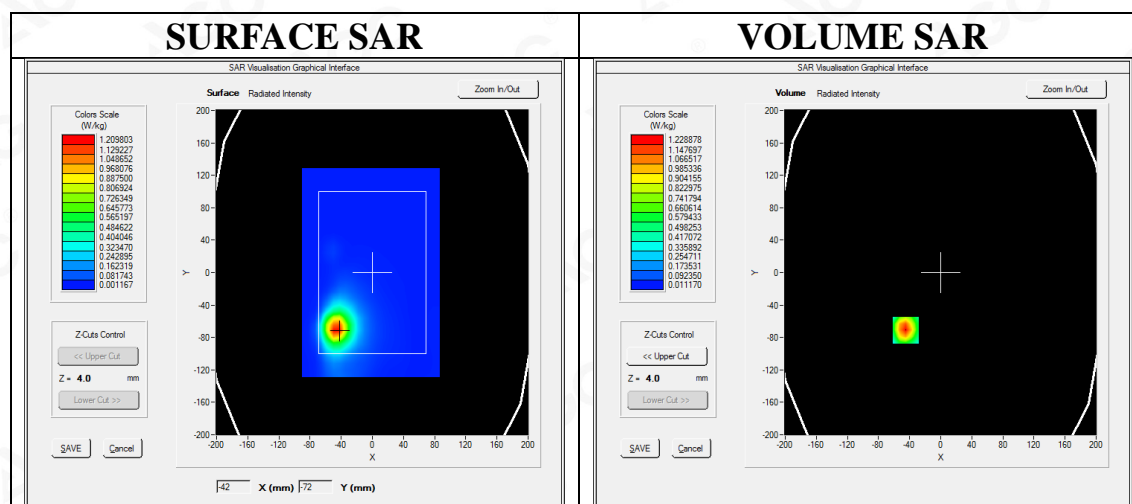 SURFACE SAR
SAR Visualisation Graphical Interface
Surface Radiated Intensity
Zoom In/Out
Colors Scale
(W/kg)
1.209803
1.129227
1.048652
0.968076
0.887500
0.806924
0.726349
0.645773
0.565197
0.484622
0.404046
0.323470
0.242895
0.162319
0.081743
0.001167
Z-Cuts Control
<< Upper Cut
Z = 4.0 mm
Lower Cut >>
SAVE Cancel
200
160
120
80
40
0
-40
-80
-120
-160
-200
Y
-200 -160 -120 -80 -40 0 40 80 120 160 200
X
-42 X (mm) -72 Y (mm)
VOLUME SAR
SAR Visualisation Graphical Interface
Volume Radiated Intensity
Zoom In/Out
Colors Scale
(W/kg)
1.228878
1.147697
1.066517
0.985336
0.904155
0.822975
0.741794
0.660614
0.579433
0.498253
0.417072
0.335892
0.254711
0.173531
0.092350
0.011170
Z-Cuts Control
<< Upper Cut
Z = 4.0 mm
Lower Cut >>
SAVE Cancel
200
160
120
80
40
0
-40
-80
-120
-160
-200
Y
-200 -160 -120 -80 -40 0 40 80 120 160 200
X